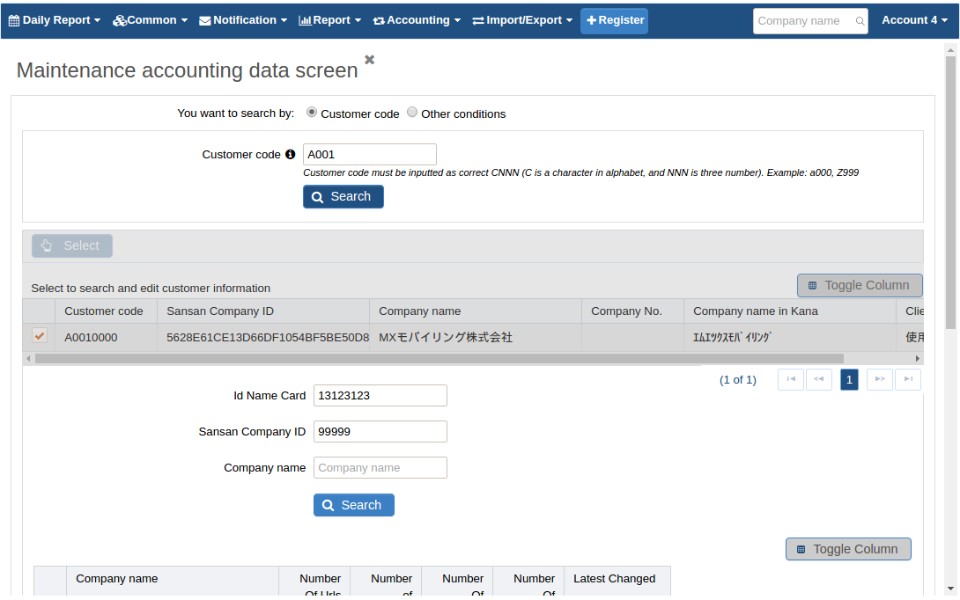 Daily Report Common Notification Report Accounting Import/Export Register Company name Account 4
Maintenance accounting data screen
You want to search by: Customer code Other conditions
Customer code A001
Customer code must be inputted as correct CNNN (C is a character in alphabet, and NNN is three number). Example: a000, Z999
Search
Select
Select to search and edit customer information Toggle Column
Customer code Sansan Company ID Company name Company No. Company name in Kana Clie
A0010000 5628E61CE13D66DF1054BF5BE50D8 MXモバイリング株式会社 ｴﾑｴｯｸｽﾓﾊﾞｲﾘﾝｸﾞ 使用
(1 of 1) 1
Id Name Card 13123123
Sansan Company ID 99999
Company name Company name
Search
Toggle Column
Company name Number Number Number Number Latest Changed
Of Urls of Of Of